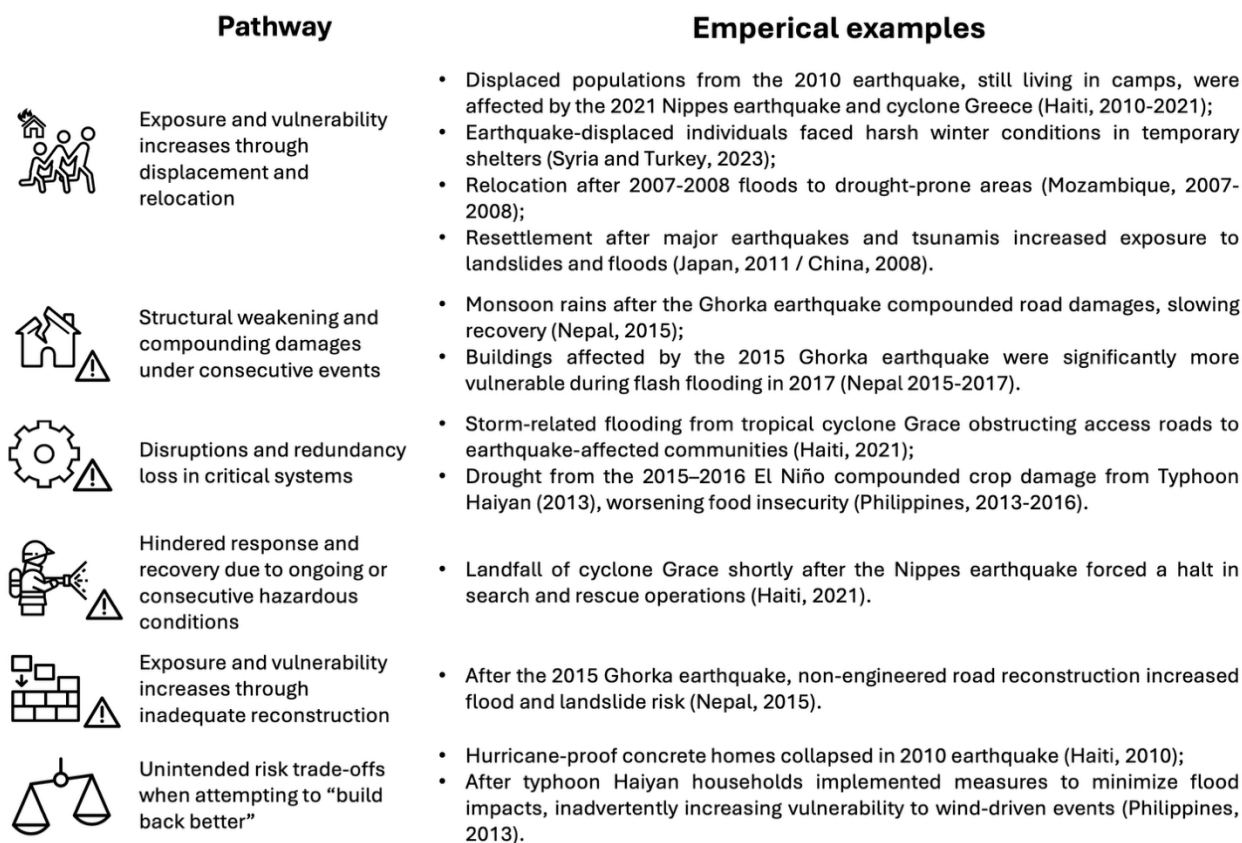 Pathway
Emperical examples
Exposure and vulnerability
increases through
displacement and
relocation
• Displaced populations from the 2010 earthquake, still living in camps, were
affected by the 2021 Nippes earthquake and cyclone Greece (Haiti, 2010-2021);
• Earthquake-displaced individuals faced harsh winter conditions in temporary
shelters (Syria and Turkey, 2023);
• Relocation after 2007-2008 floods to drought-prone areas (Mozambique, 2007-
2008);
• Resettlement after major earthquakes and tsunamis increased exposure to
landslides and floods (Japan, 2011 / China, 2008).
Structural weakening and
compounding damages
under consecutive events
• Monsoon rains after the Ghorka earthquake compounded road damages, slowing
recovery (Nepal, 2015);
• Buildings affected by the 2015 Ghorka earthquake were significantly more
vulnerable during flash flooding in 2017 (Nepal 2015-2017).
Disruptions and redundancy
loss in critical systems
• Storm-related flooding from tropical cyclone Grace obstructing access roads to
earthquake-affected communities (Haiti, 2021);
• Drought from the 2015–2016 El Niño compounded crop damage from Typhoon
Haiyan (2013), worsening food insecurity (Philippines, 2013-2016).
Hindered response and
recovery due to ongoing or
consecutive hazardous
conditions
• Landfall of cyclone Grace shortly after the Nippes earthquake forced a halt in
search and rescue operations (Haiti, 2021).
Exposure and vulnerability
increases through
inadequate reconstruction
• After the 2015 Ghorka earthquake, non-engineered road reconstruction increased
flood and landslide risk (Nepal, 2015).
Unintended risk trade-offs
when attempting to “build
back better”
• Hurricane-proof concrete homes collapsed in 2010 earthquake (Haiti, 2010);
• After typhoon Haiyan households implemented measures to minimize flood
impacts, inadvertently increasing vulnerability to wind-driven events (Philippines,
2013).